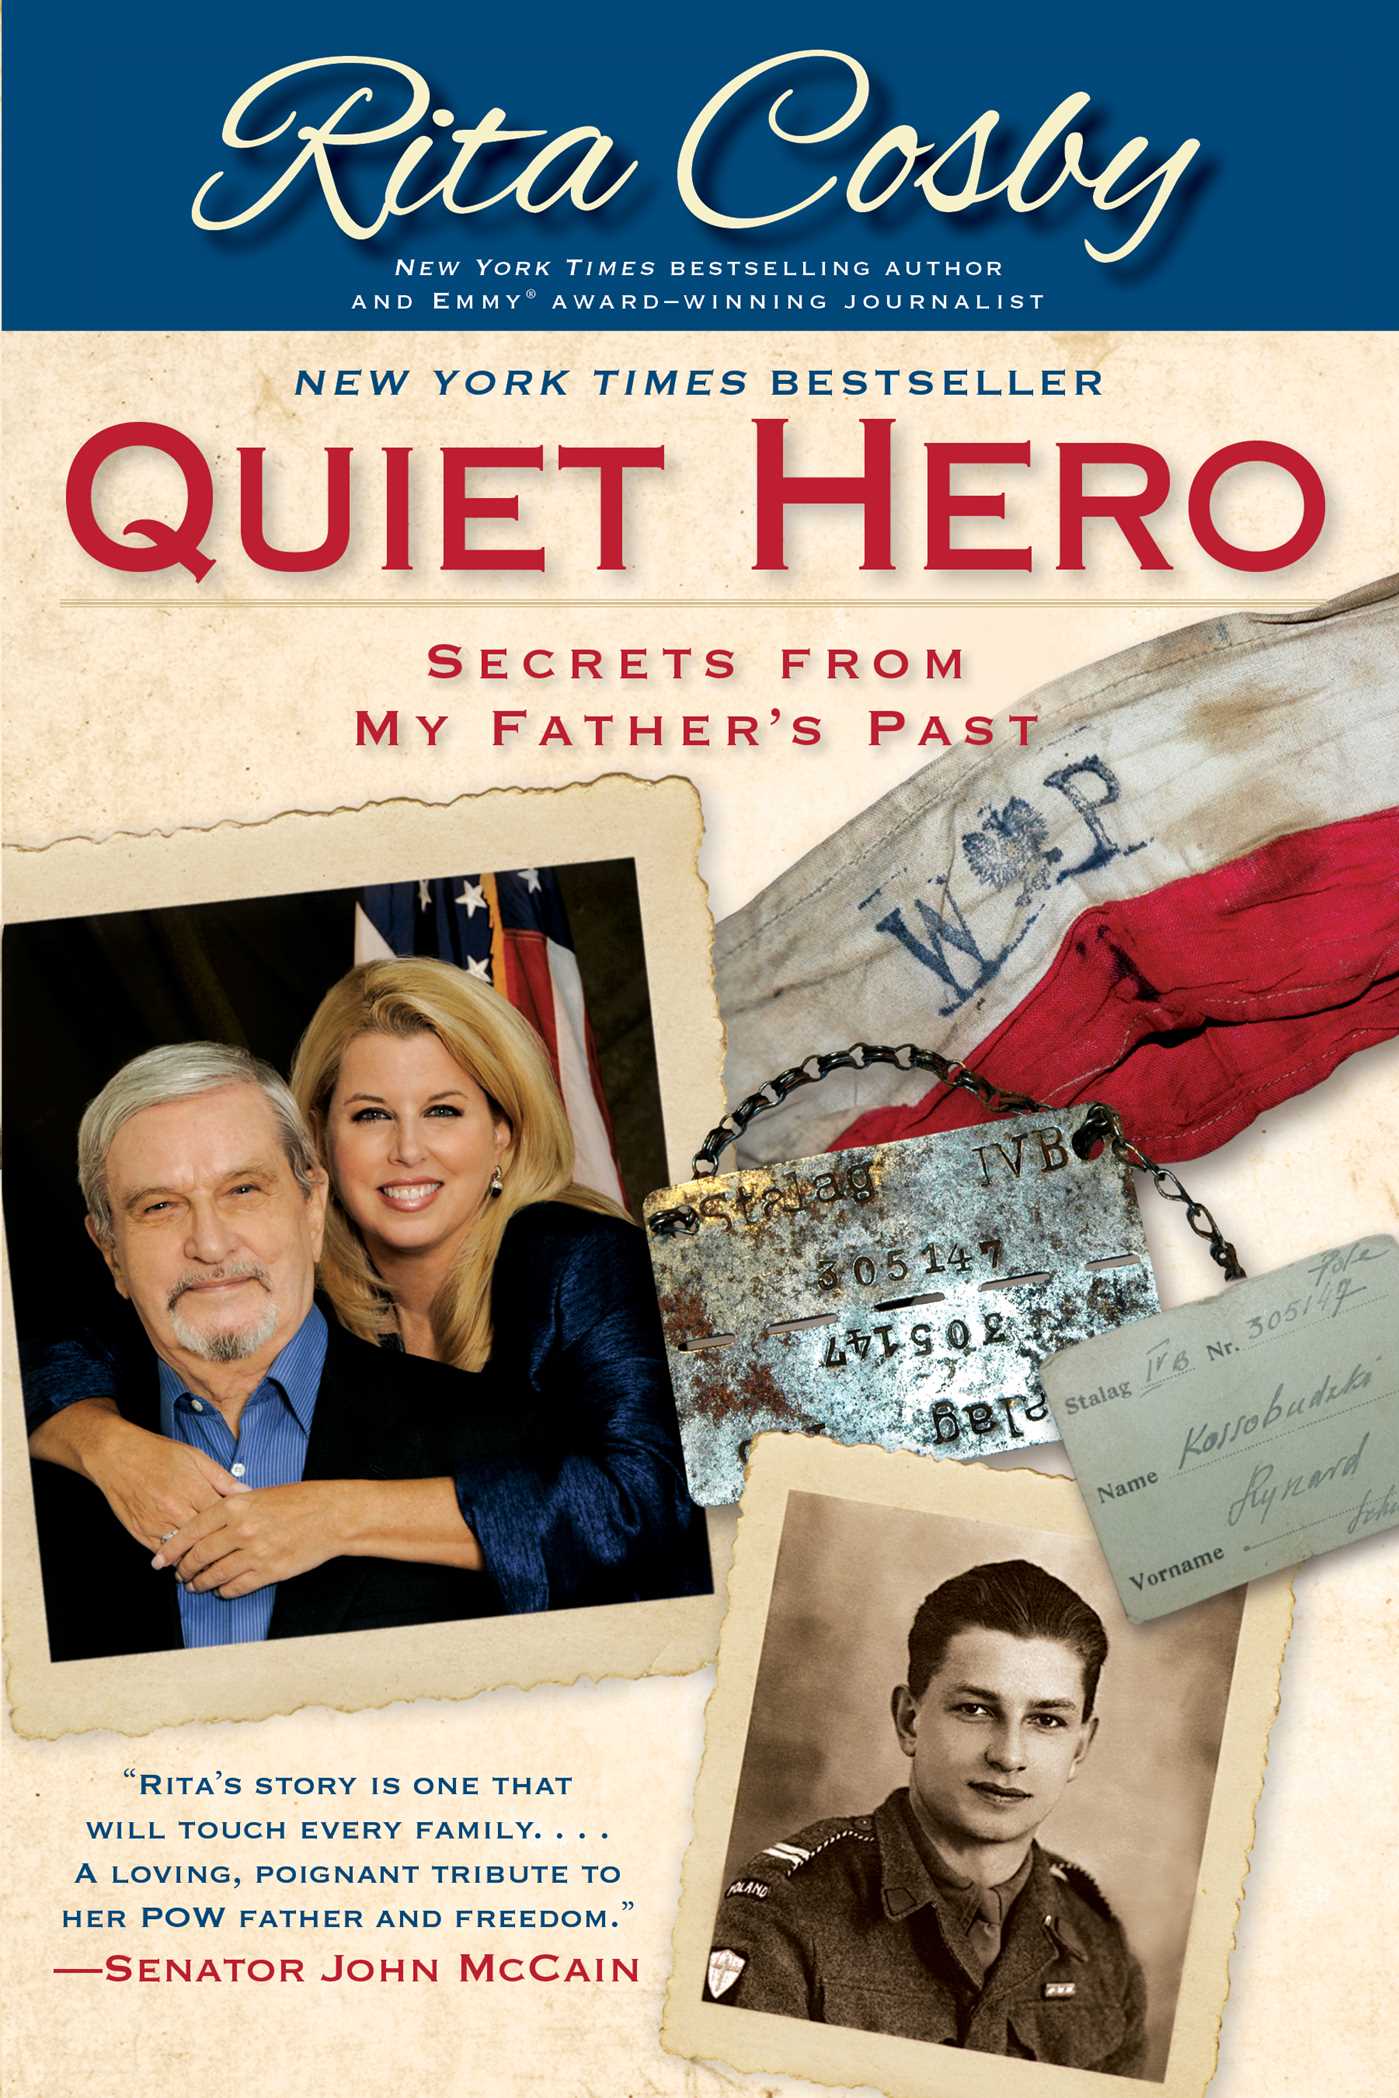 Rita Cosby
NEW YORK TIMES BESTSELLING AUTHOR
AND EMMY® AWARD–WINNING JOURNALIST
NEW YORK TIMES BESTSELLER
QUIET HERO
SECRETS FROM
MY FATHER'S PAST
W P
Stalag IVB
305147
305147
Pole
Stalag IVB Nr. 305147
Name Kossobudzki
Rynard
Vorname
POLAND
“RITA'S STORY IS ONE THAT
WILL TOUCH EVERY FAMILY. . . .
A LOVING, POIGNANT TRIBUTE TO
HER POW FATHER AND FREEDOM.”
—SENATOR JOHN MCCAIN